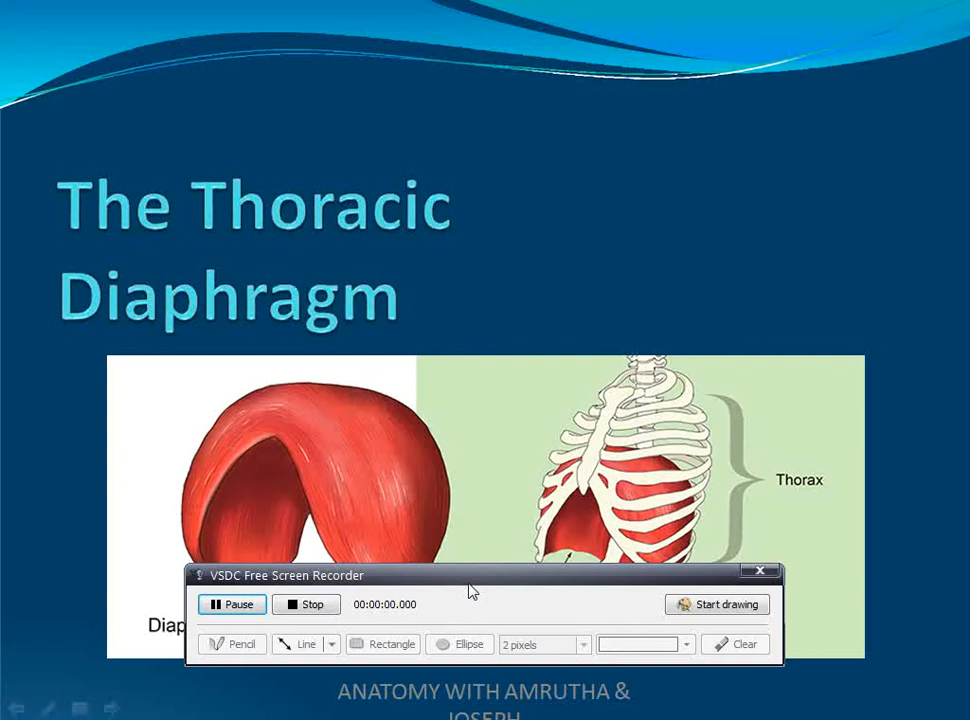 The Thoracic
Diaphragm
Thorax
VSDC Free Screen Recorder
Pause
Stop
00:00:00.000
Start drawing
Diap
Pencil
Line
Rectangle
Ellipse
2 pixels
Clear
ANATOMY WITH AMRUTHA &
JOSEPH